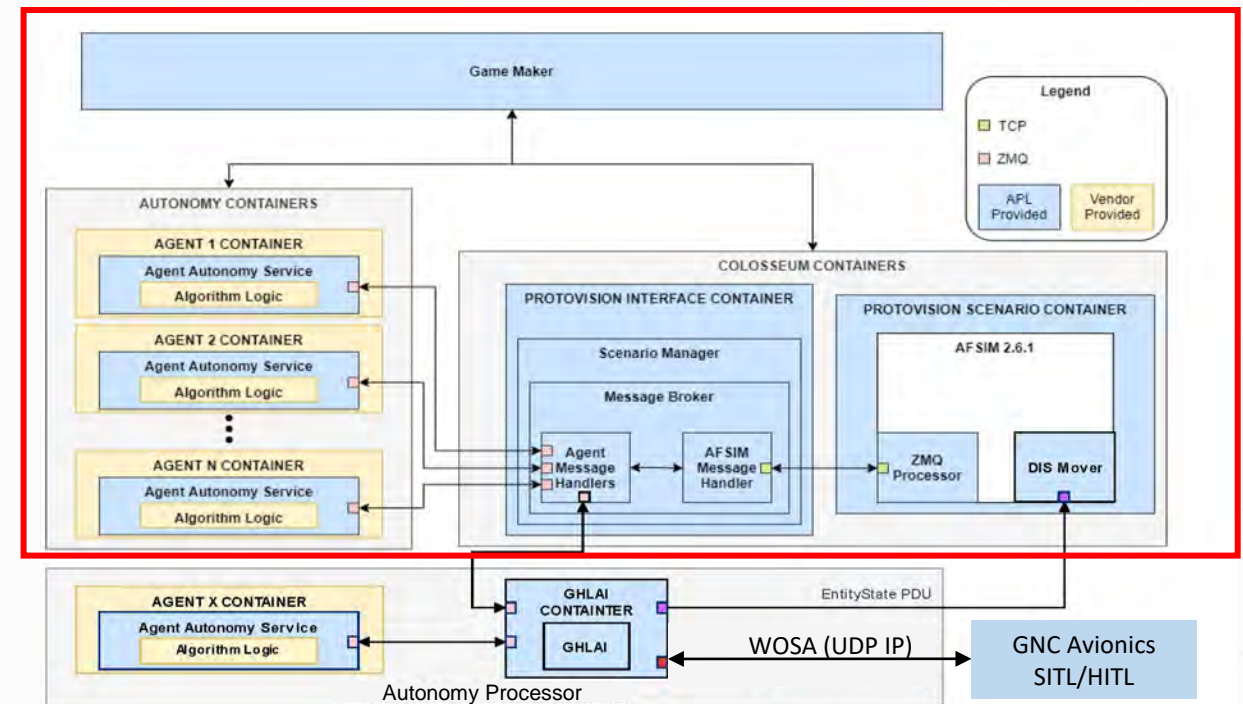 Game Maker
Legend
TCP
ZMQ
APL
Provided
Vendor
Provided
AUTONOMY CONTAINERS
AGENT 1 CONTAINER
Agent Autonomy Service
Algorithm Logic
AGENT 2 CONTAINER
Agent Autonomy Service
Algorithm Logic
AGENT N CONTAINER
Agent Autonomy Service
Algorithm Logic
COLOSSEUM CONTAINERS
PROTOVISION INTERFACE CONTAINER
Scenario Manager
Message Broker
Agent
Message
Handlers
AFSIM
Message
Handler
PROTOVISION SCENARIO CONTAINER
AFSIM 2.6.1
ZMQ
Processor
DIS Mover
AGENT X CONTAINER
Agent Autonomy Service
Algorithm Logic
GHLAI
CONTAINTER
GHLAI
EntityState PDU
WOSA (UDP IP)
GNC Avionics
SITL/HITL
Autonomy Processor